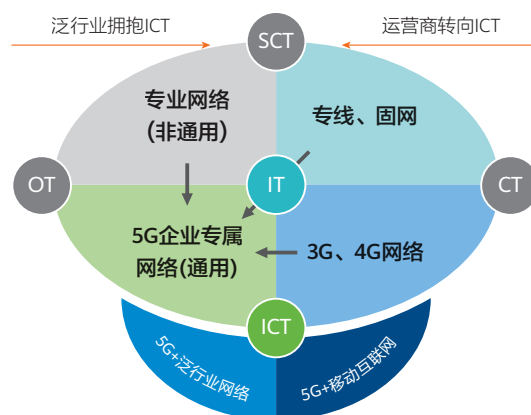 泛行业拥抱ICT
运营商转向ICT
SCT
专业网络
(非通用)
专线、固网
OT
IT
CT
5G企业专属
网络(通用)
3G、4G网络
ICT
5G+泛行业网络
5G+移动互联网